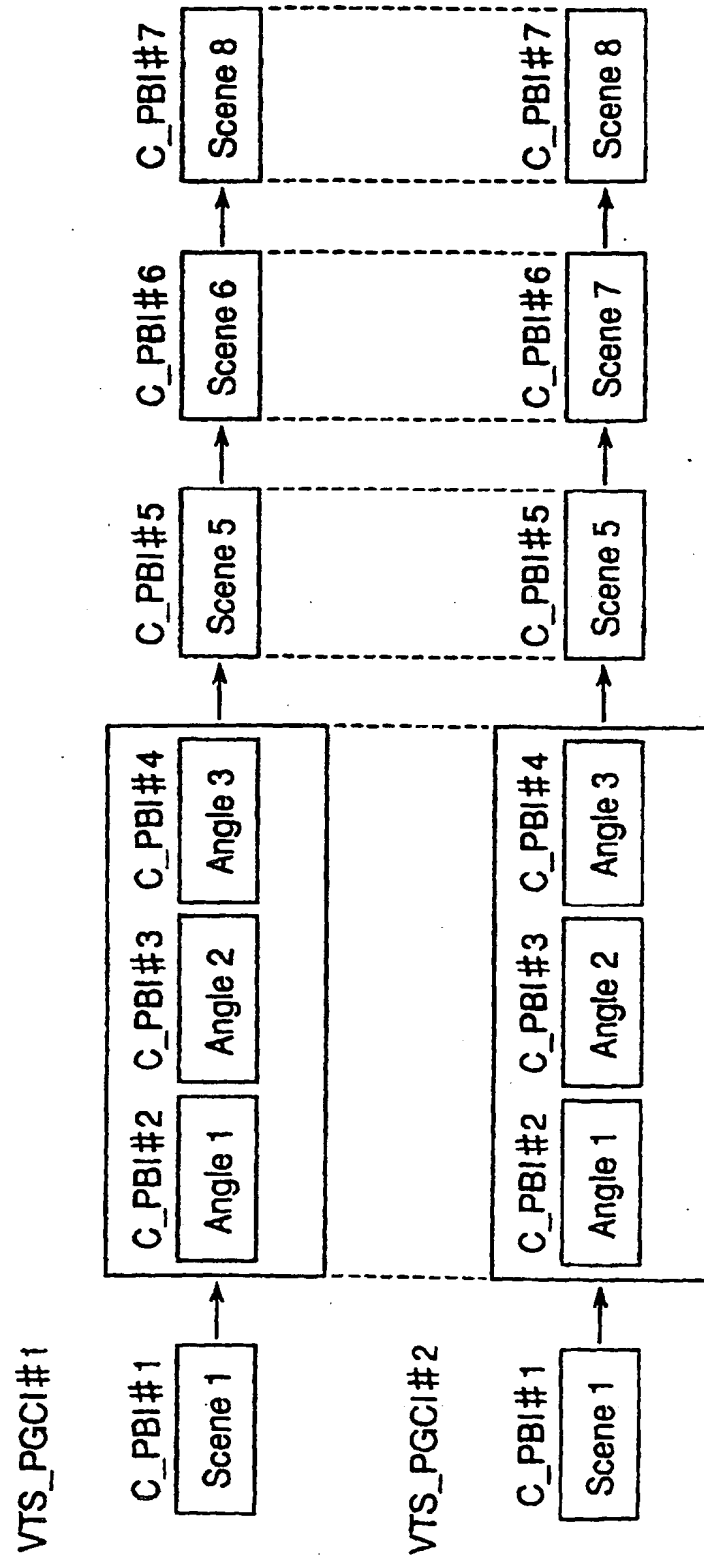 VTS_PGCI#1
C_PBI#1
Scene 1
C_PBI#2
Angle 1
C_PBI#3
Angle 2
C_PBI#4
Angle 3
C_PBI#5
Scene 5
C_PBI#6
Scene 6
C_PBI#7
Scene 8
VTS_PGCI#2
C_PBI#1
Scene 1
C_PBI#2
Angle 1
C_PBI#3
Angle 2
C_PBI#4
Angle 3
C_PBI#5
Scene 5
C_PBI#6
Scene 7
C_PBI#7
Scene 8